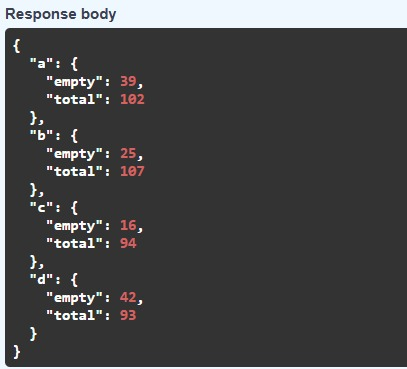 Response body
{
  "a": {
    "empty": 39,
    "total": 102
  },
  "b": {
    "empty": 25,
    "total": 107
  },
  "c": {
    "empty": 16,
    "total": 94
  },
  "d": {
    "empty": 42,
    "total": 93
  }
}